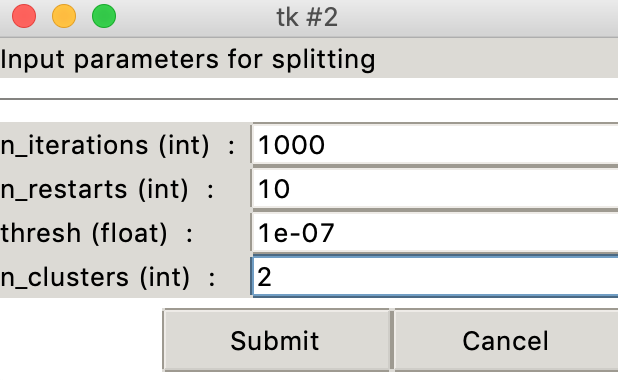 tk #2
Input parameters for splitting
n_iterations (int) : 1000
n_restarts (int) : 10
thresh (float) : 1e-07
n_clusters (int) : 2
Submit Cancel